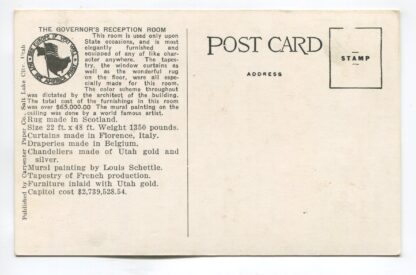 THE GOVERNOR'S RECEPTION ROOM
This room is used only upon
State occasions, and is most
elegantly furnished and
equipped of any of like char-
acter anywhere. The tapes-
try, the window curtains as
well as the wonderful rug
on the floor, were all espe-
cially made for this room.
The color scheme throughout
was dictated by the architect of the building.
The total cost of the furnishings in this room
was over $65,000.00 The mural painting on the
ceiling was done by a world famous artist.
Rug made in Scotland.
Size 22 ft. x 48 ft. Weight 1350 pounds.
Curtains made in Florence, Italy.
Draperies made in Belgium.
Chandeliers made of Utah gold and
silver.
Mural painting by Louis Schettle.
Tapestry of French production.
Furniture inlaid with Utah gold.
Capitol cost $2,739,528.54.
Published by Carpenter Paper Co., Salt Lake City, Utah
POST CARD
ADDRESS
STAMP